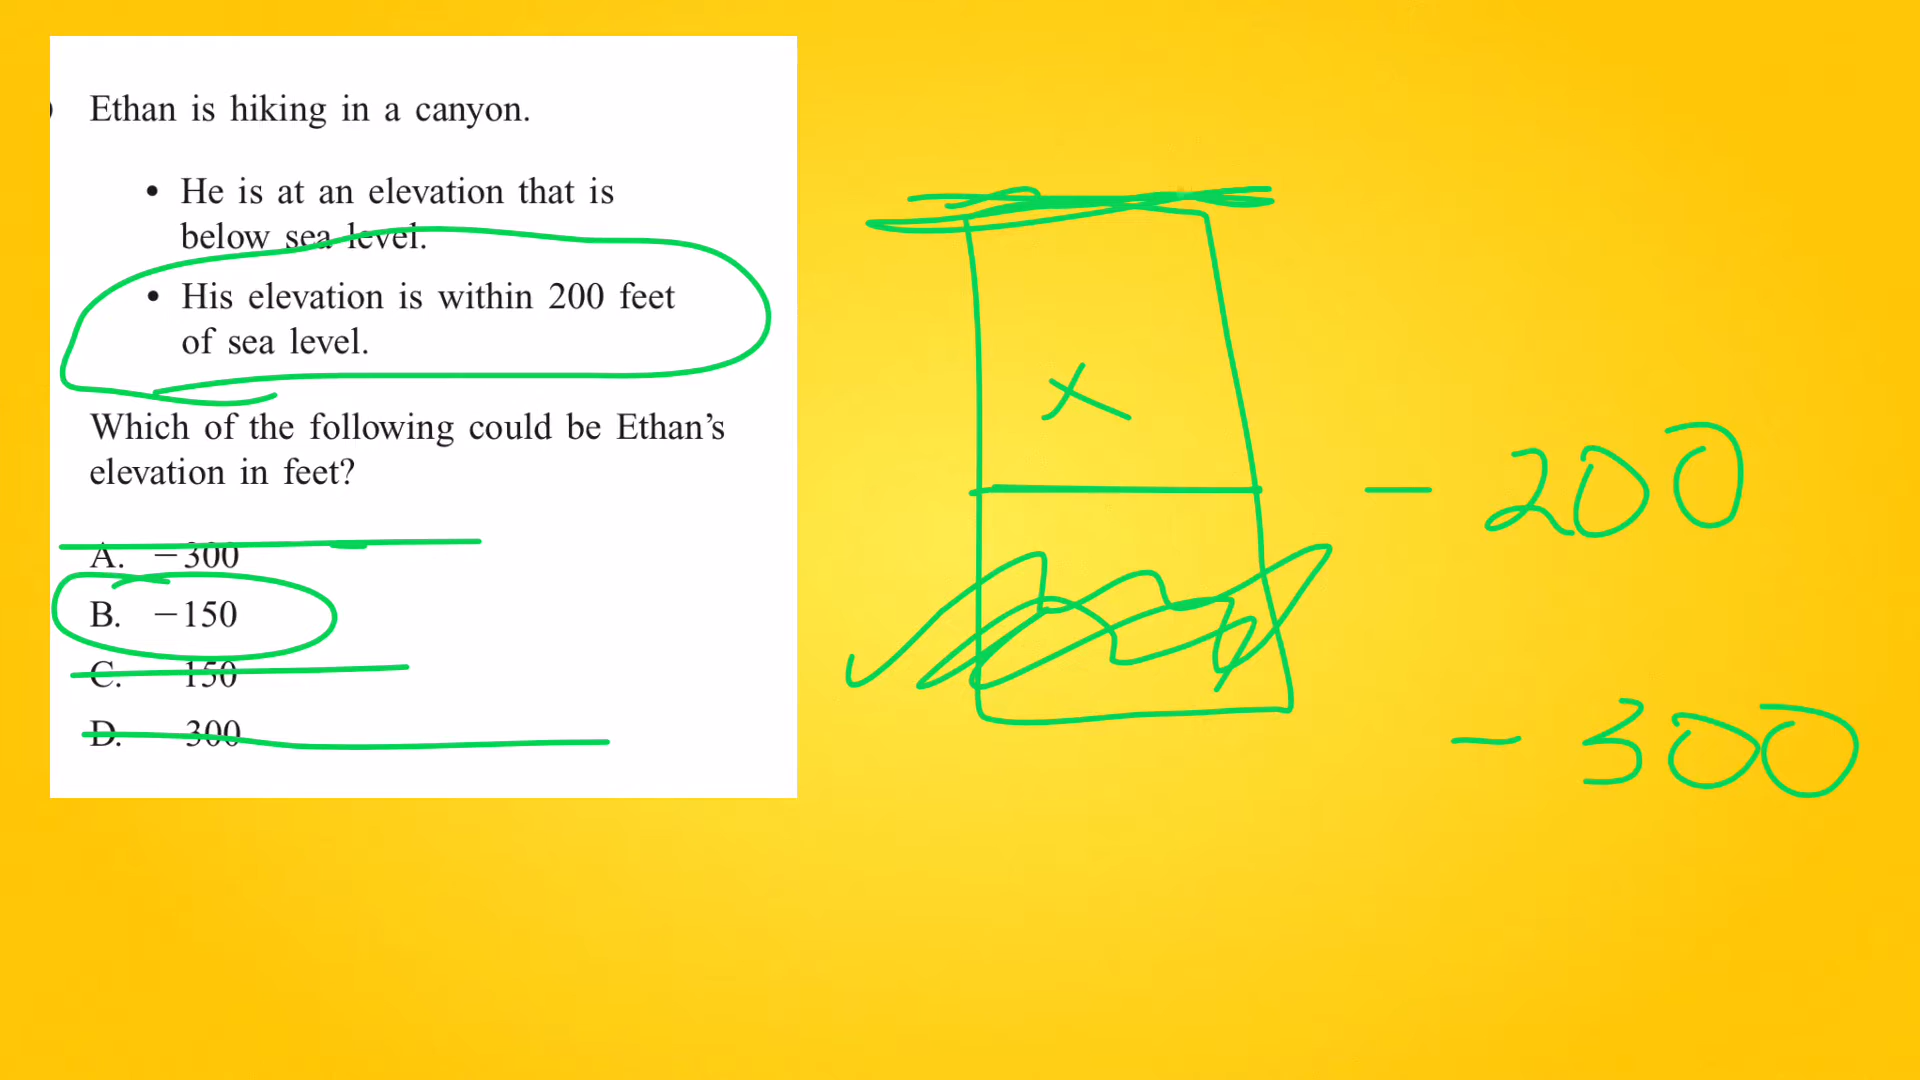 Ethan is hiking in a canyon.
• He is at an elevation that is
below sea level.
• His elevation is within 200 feet
of sea level.
Which of the following could be Ethan’s
elevation in feet?
A. −300
B. −150
C. 150
D. 300
x
− 200
− 300